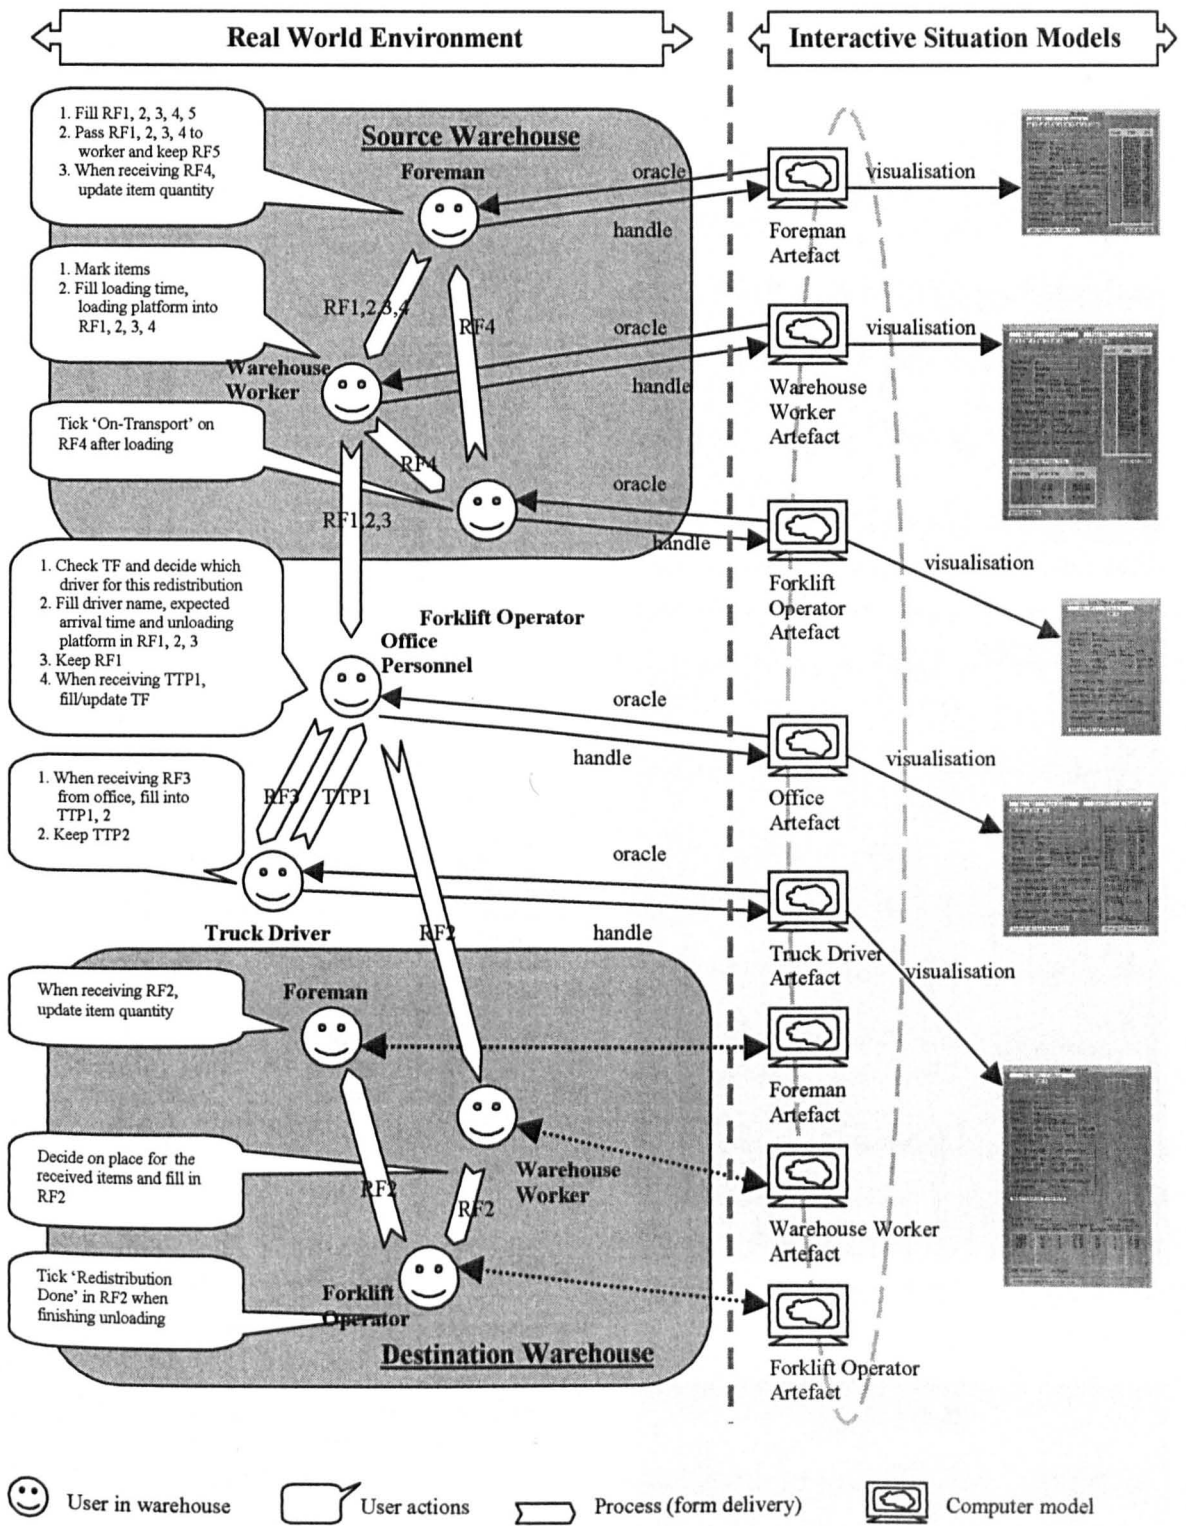 Real World Environment
Interactive Situation Models
1. Fill RF1, 2, 3, 4, 5
2. Pass RF1, 2, 3, 4 to
worker and keep RF5
3. When receiving RF4,
update item quantity
Source Warehouse
Foreman
oracle
handle
visualisation
Foreman
Artefact
1. Mark items
2. Fill loading time,
loading platform into
RF1, 2, 3, 4
RF1,2,3,4
RF4
Warehouse
Worker
oracle
handle
visualisation
Warehouse
Worker
Artefact
Tick ‘On-Transport’ on
RF4 after loading
RF4
RF1,2,3
oracle
handle
visualisation
Forklift
Operator
Artefact
1. Check TF and decide which
driver for this redistribution
2. Fill driver name, expected
arrival time and unloading
platform in RF1, 2, 3
3. Keep RF1
4. When receiving TTP1,
fill/update TF
Forklift Operator
Office
Personnel
oracle
handle
visualisation
Office
Artefact
1. When receiving RF3
from office, fill into
TTP1, 2
2. Keep TTP2
RF3
TTP1
oracle
Truck Driver
RF2
handle
Truck Driver
Artefact
visualisation
When receiving RF2,
update item quantity
Foreman
Foreman
Artefact
Decide on place for the
received items and fill in
RF2
RF2
RF2
Warehouse
Worker
Warehouse Worker
Artefact
Tick ‘Redistribution
Done’ in RF2 when
finishing unloading
Forklift
Operator
Destination Warehouse
Forklift Operator
Artefact
User in warehouse
User actions
Process (form delivery)
Computer model